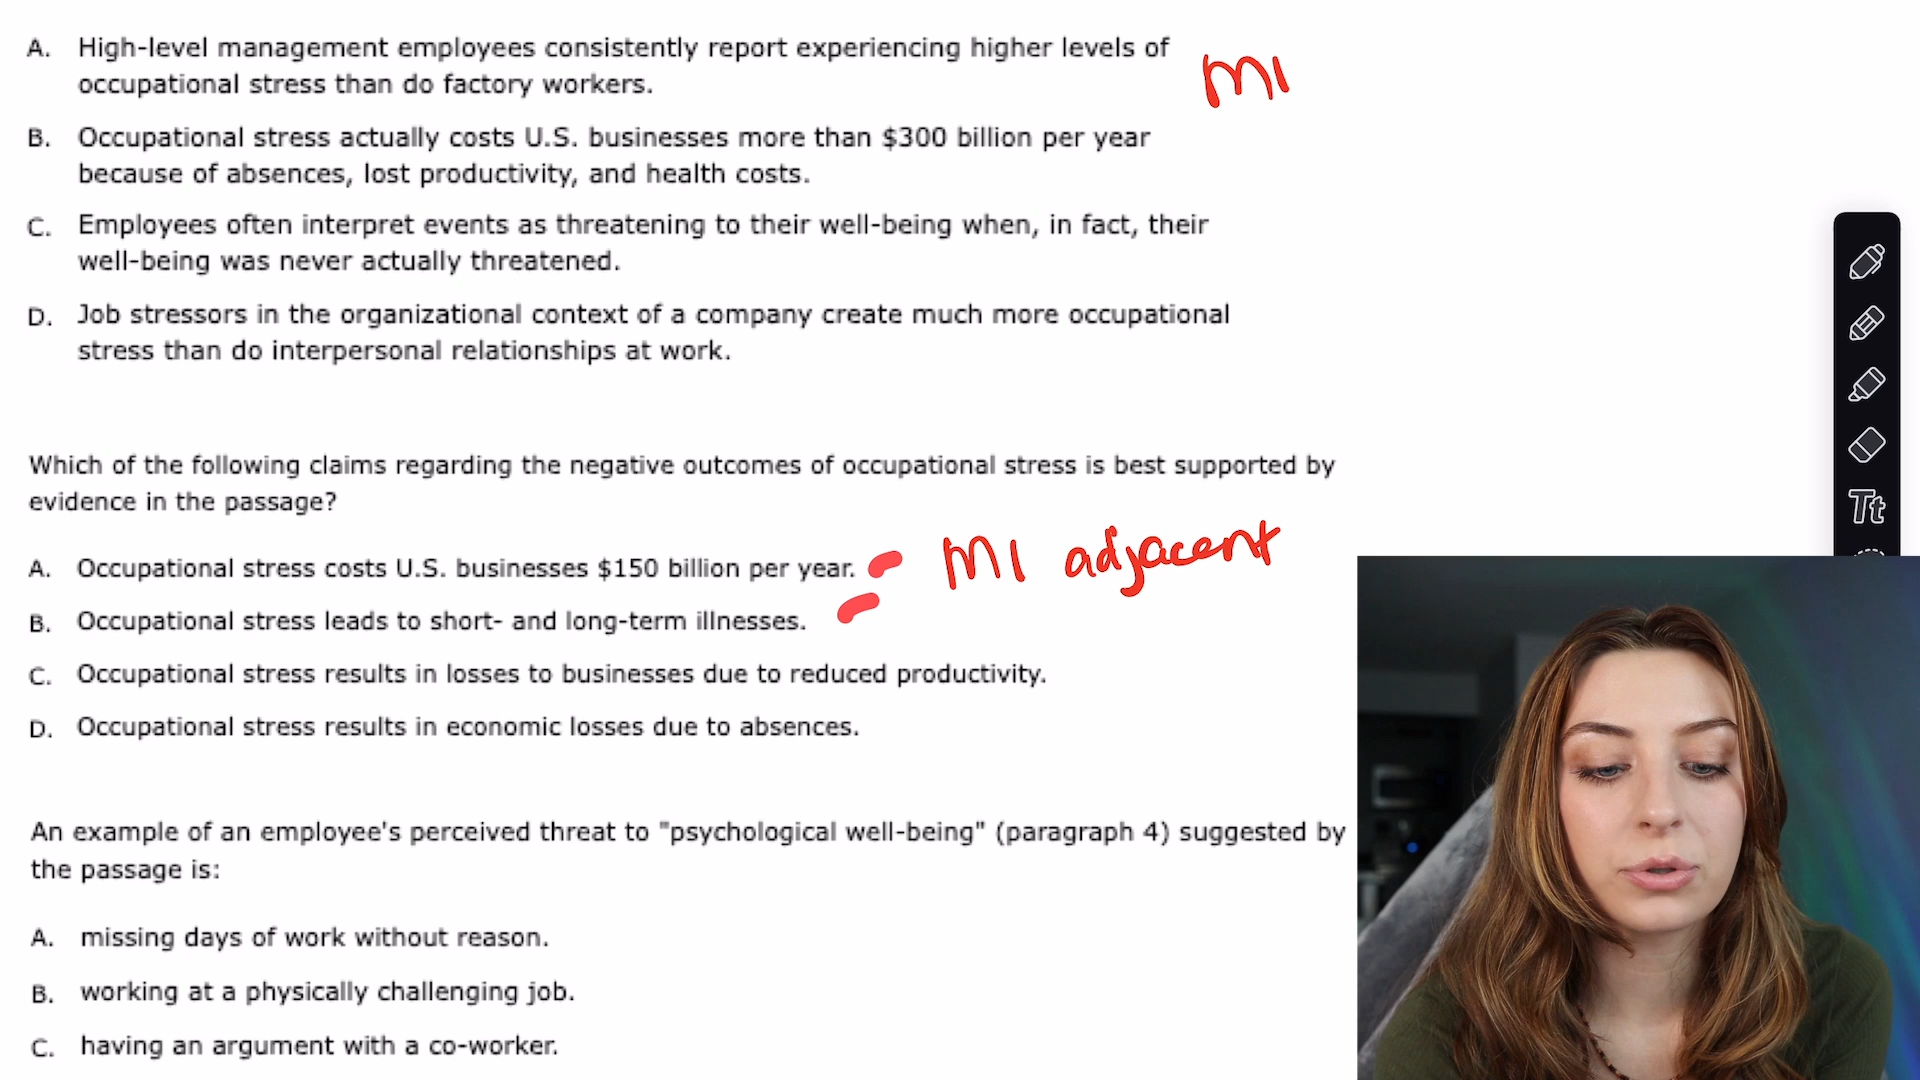 A. High-level management employees consistently report experiencing higher levels of
occupational stress than do factory workers.
MI
B. Occupational stress actually costs U.S. businesses more than $300 billion per year
because of absences, lost productivity, and health costs.
C. Employees often interpret events as threatening to their well-being when, in fact, their
well-being was never actually threatened.
D. Job stressors in the organizational context of a company create much more occupational
stress than do interpersonal relationships at work.
Which of the following claims regarding the negative outcomes of occupational stress is best supported by
evidence in the passage?
A. Occupational stress costs U.S. businesses $150 billion per year.
MI adjacent
B. Occupational stress leads to short- and long-term illnesses.
C. Occupational stress results in losses to businesses due to reduced productivity.
D. Occupational stress results in economic losses due to absences.
An example of an employee's perceived threat to "psychological well-being" (paragraph 4) suggested by
the passage is:
A. missing days of work without reason.
B. working at a physically challenging job.
C. having an argument with a co-worker.
Tt